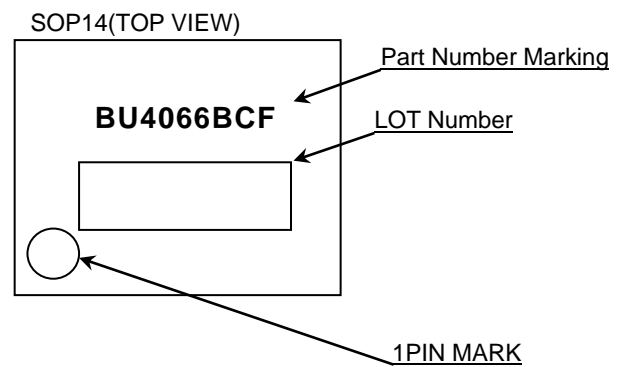 SOP14(TOP VIEW)
Part Number Marking
BU4066BCF
LOT Number
1PIN MARK